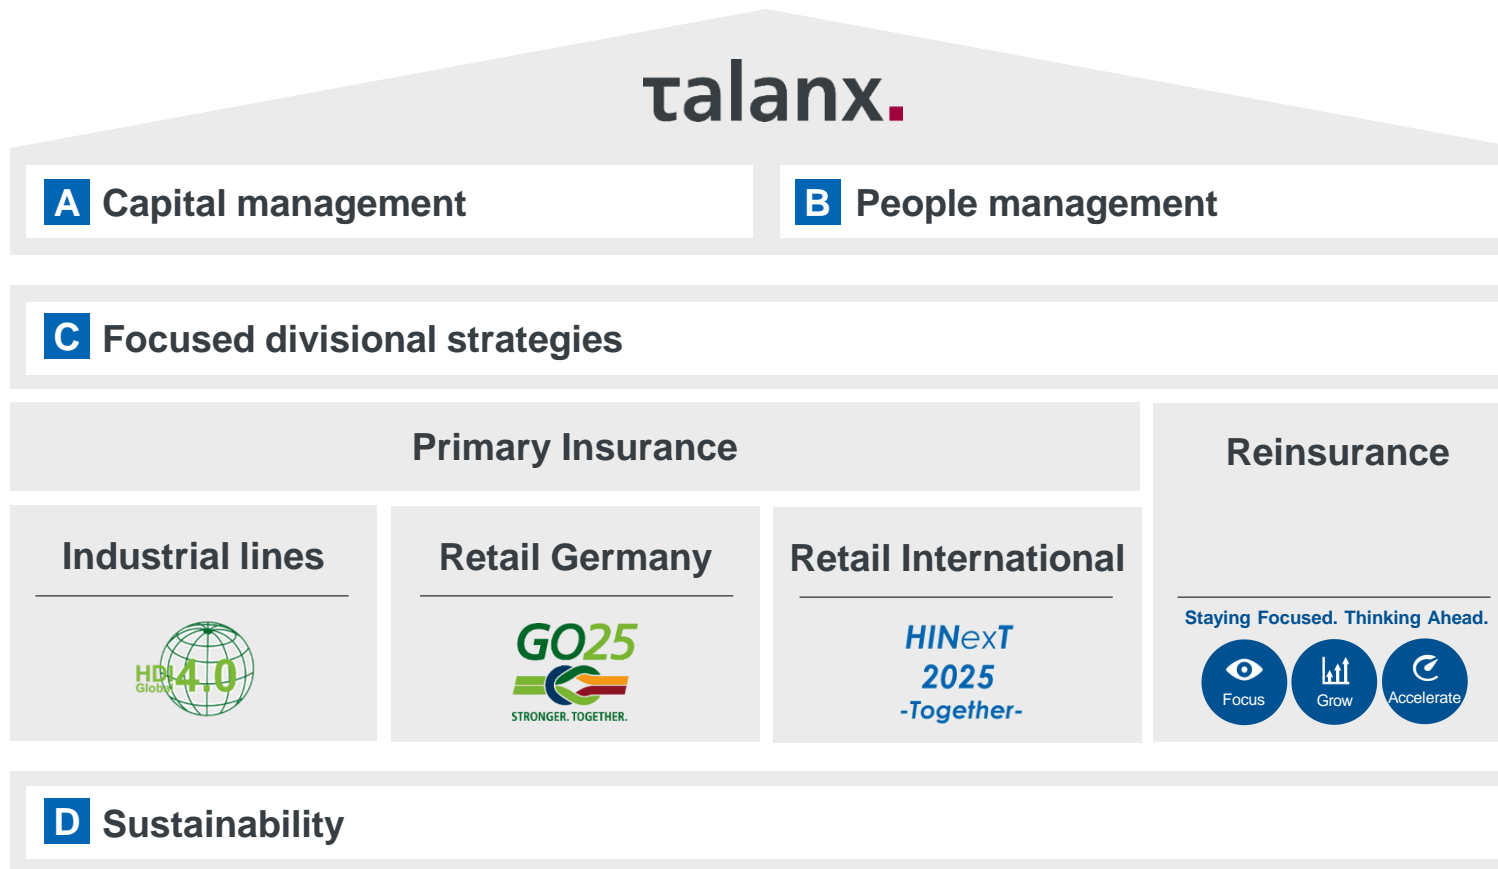 τalanx.
A Capital management
B People management
C Focused divisional strategies
Primary Insurance
Reinsurance
Industrial lines
Retail Germany
Retail International
HDI 4.0
Global
GO25
STRONGER. TOGETHER.
HINexT
2025
-Together-
Staying Focused. Thinking Ahead.
Focus
Grow
Accelerate
D Sustainability